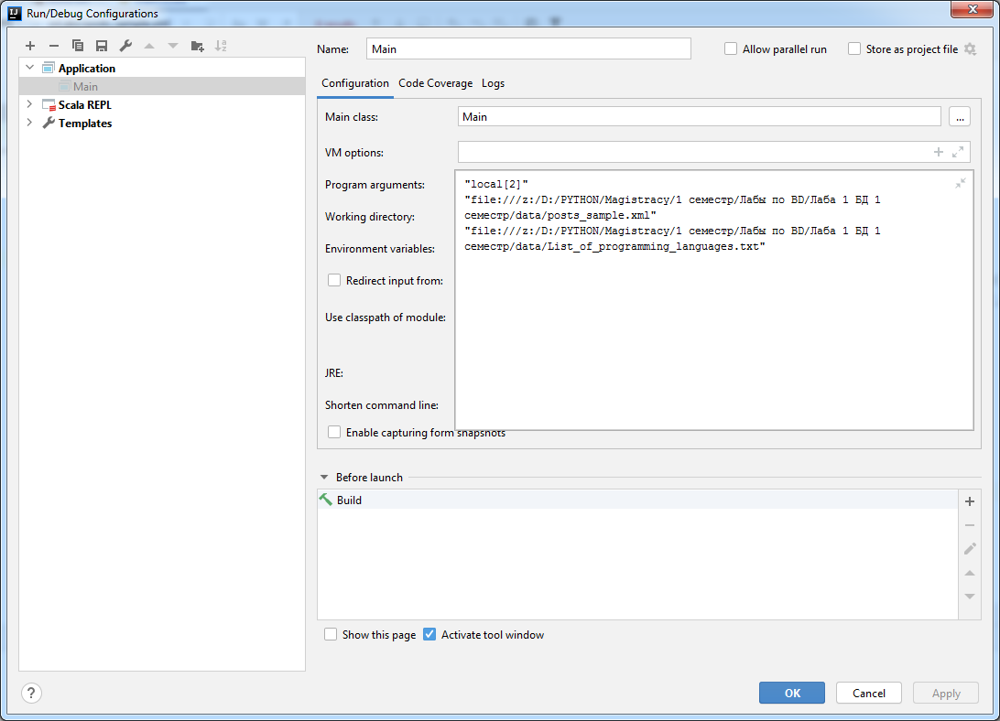 Run/Debug Configurations
Name: Main Allow parallel run Store as project file
Application
Main
Scala REPL
Templates
Configuration Code Coverage Logs
Main class: Main ...
VM options:
Program arguments:
"local[2]"
"file:///z:/D:/PYTHON/Magistracy/1 семестр/Лабы по BD/Лаба 1 БД 1
семестр/data/posts_sample.xml"
"file:///z:/D:/PYTHON/Magistracy/1 семестр/Лабы по BD/Лаба 1 БД 1
семестр/data/List_of_programming_languages.txt"
Working directory:
Environment variables:
Redirect input from:
Use classpath of module:
JRE:
Shorten command line:
Enable capturing form snapshots
Before launch
Build
Show this page Activate tool window
? OK Cancel Apply